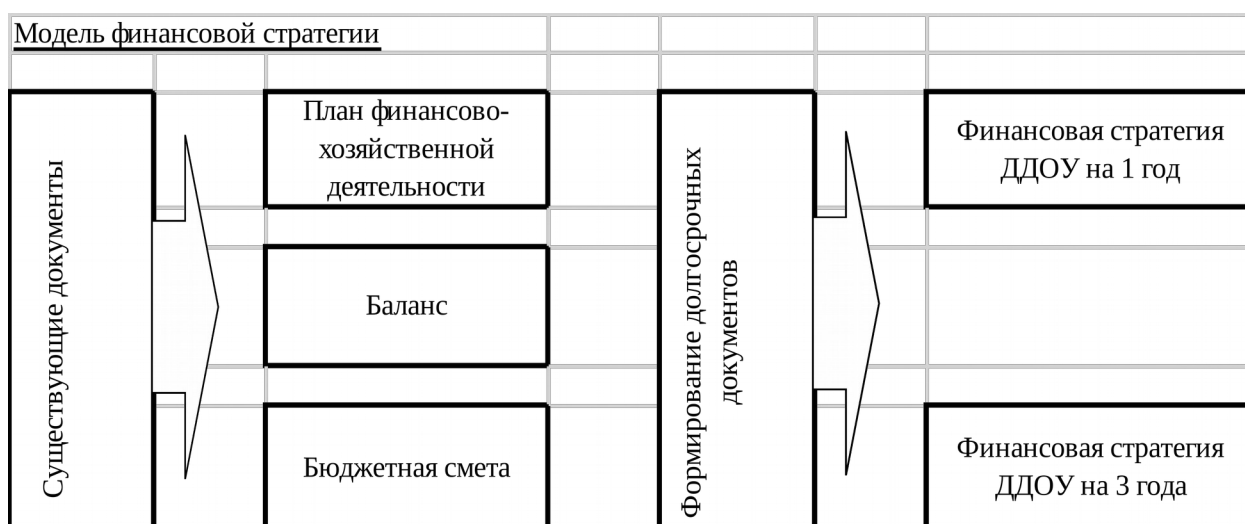 Модель финансовой стратегии
Существующие документы
План финансово-
хозяйственной
деятельности
Баланс
Бюджетная смета
Формирование долгосрочных
документов
Финансовая стратегия
ДДОУ на 1 год
Финансовая стратегия
ДДОУ на 3 года